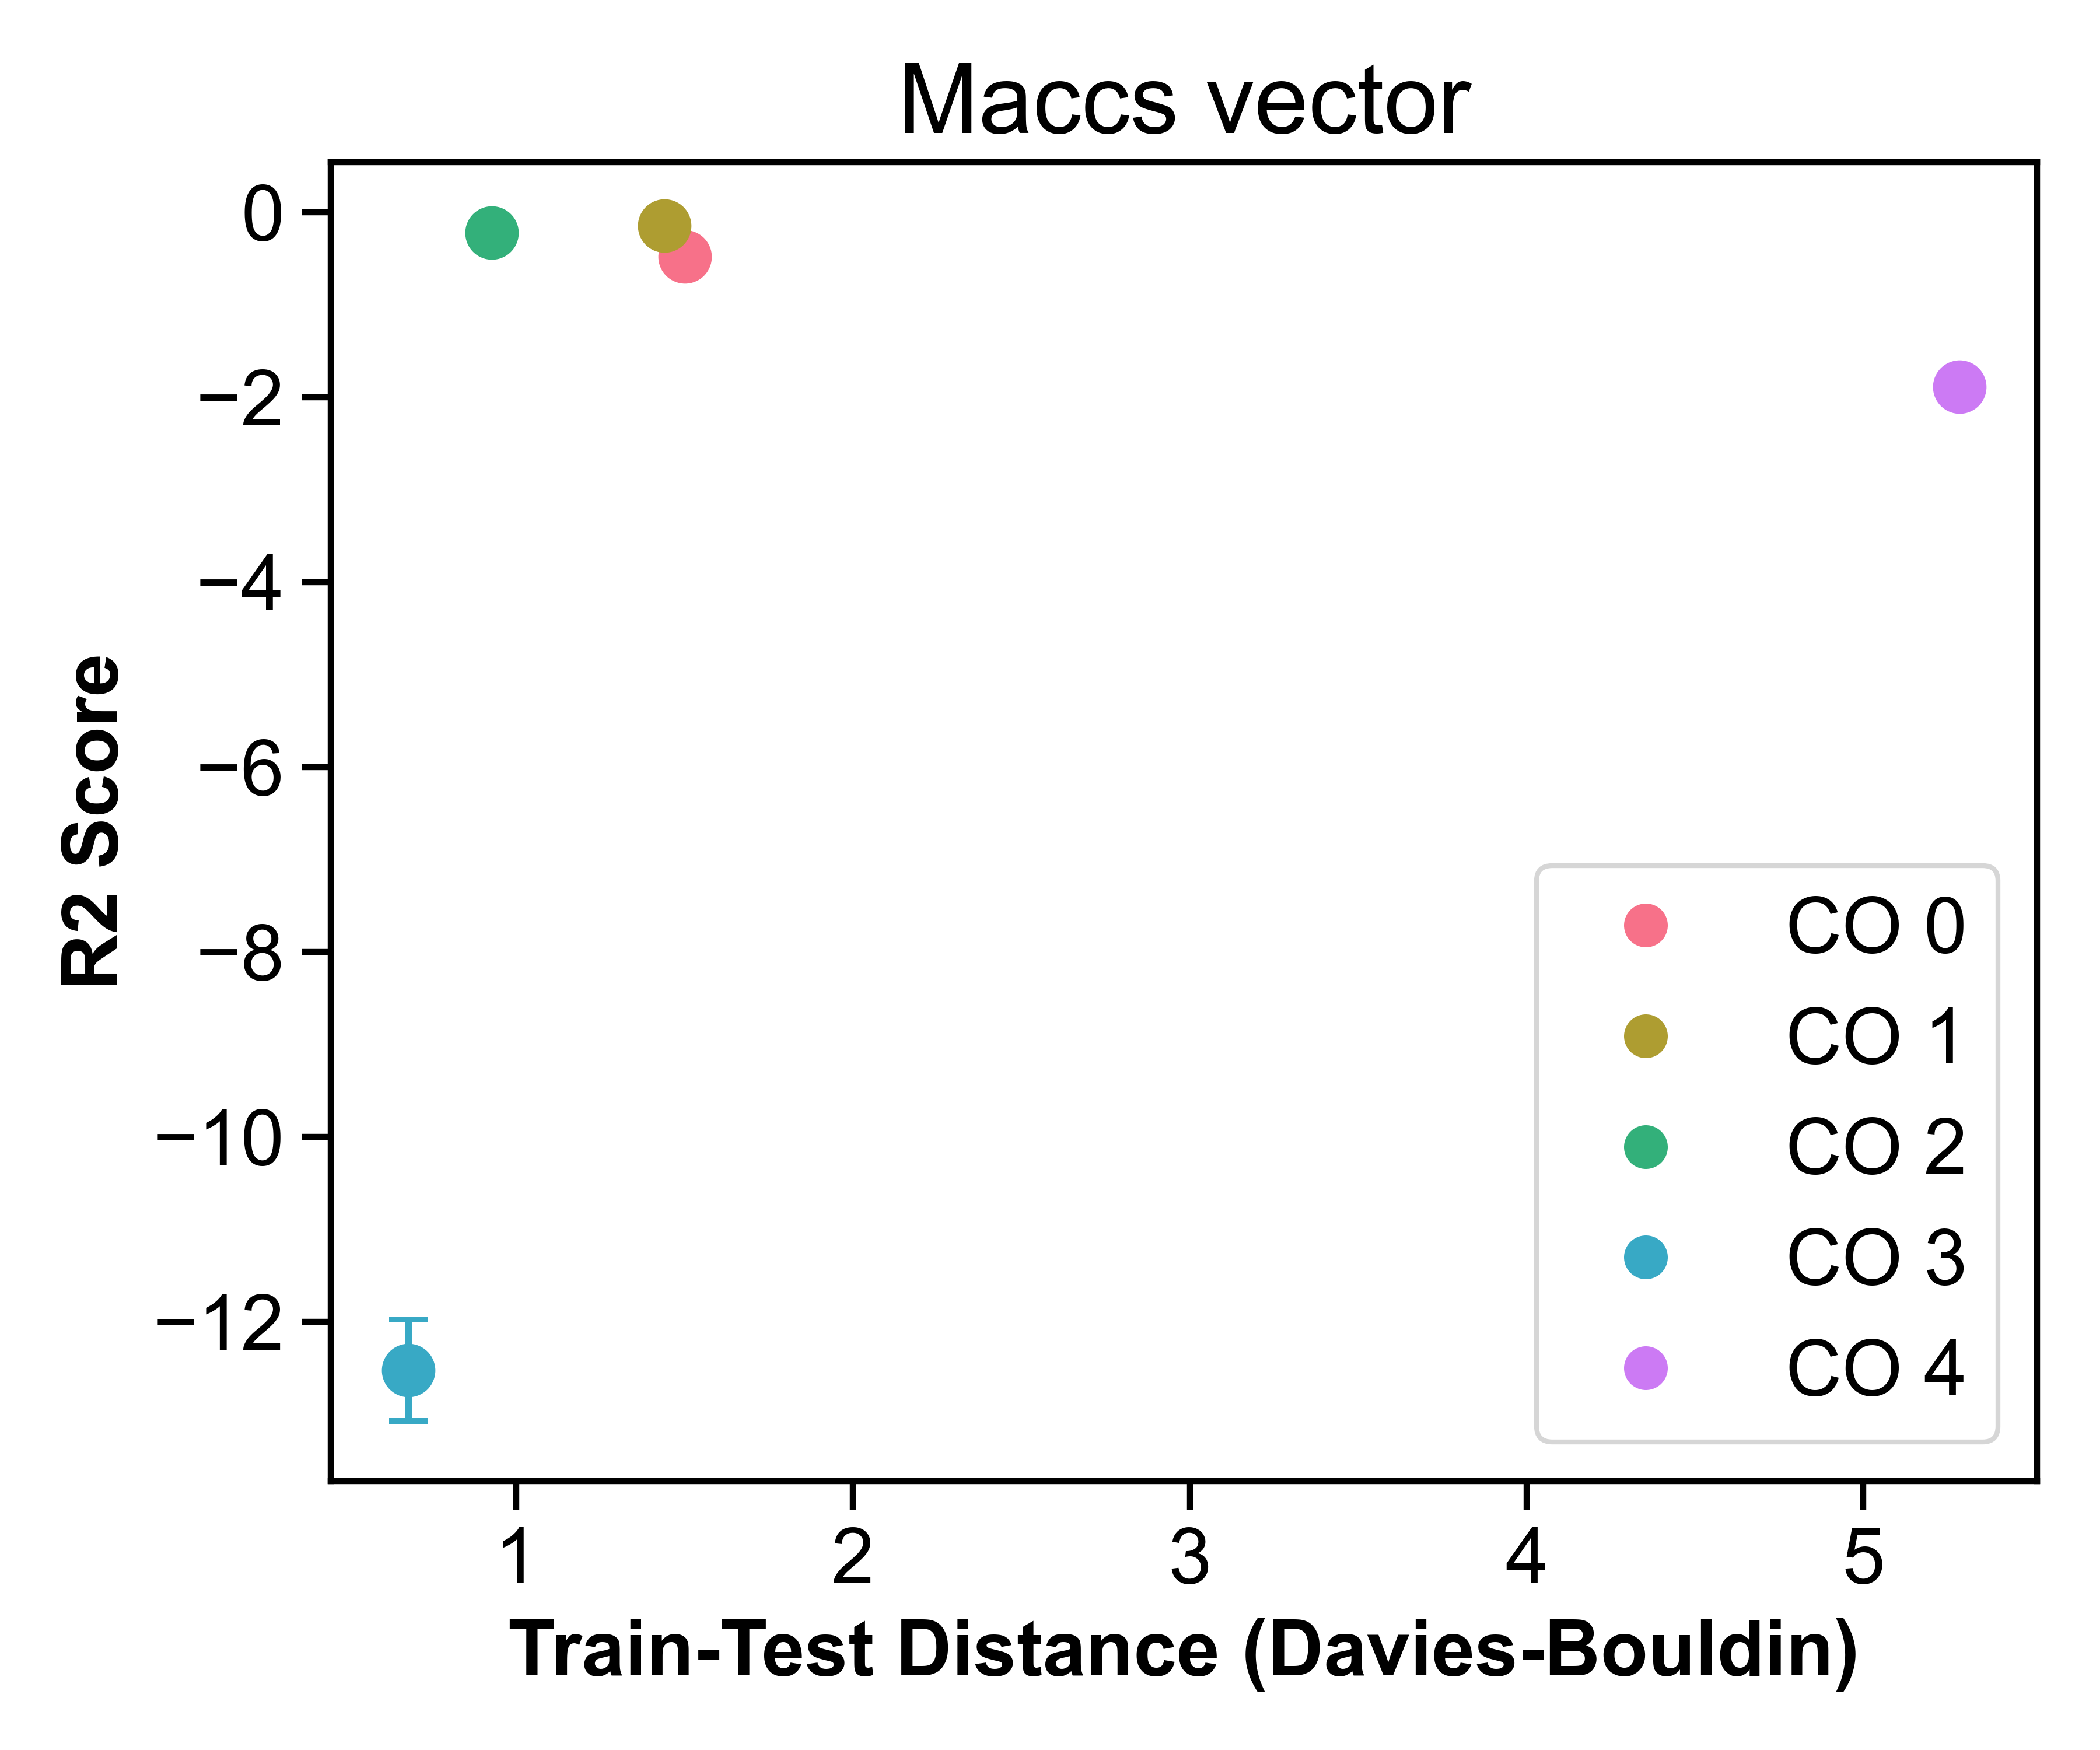 Maccs vector
0
−2
−4
−6
−8
−10
−12
R2 Score
CO 0
CO 1
CO 2
CO 3
CO 4
1 2 3 4 5
Train-Test Distance (Davies-Bouldin)